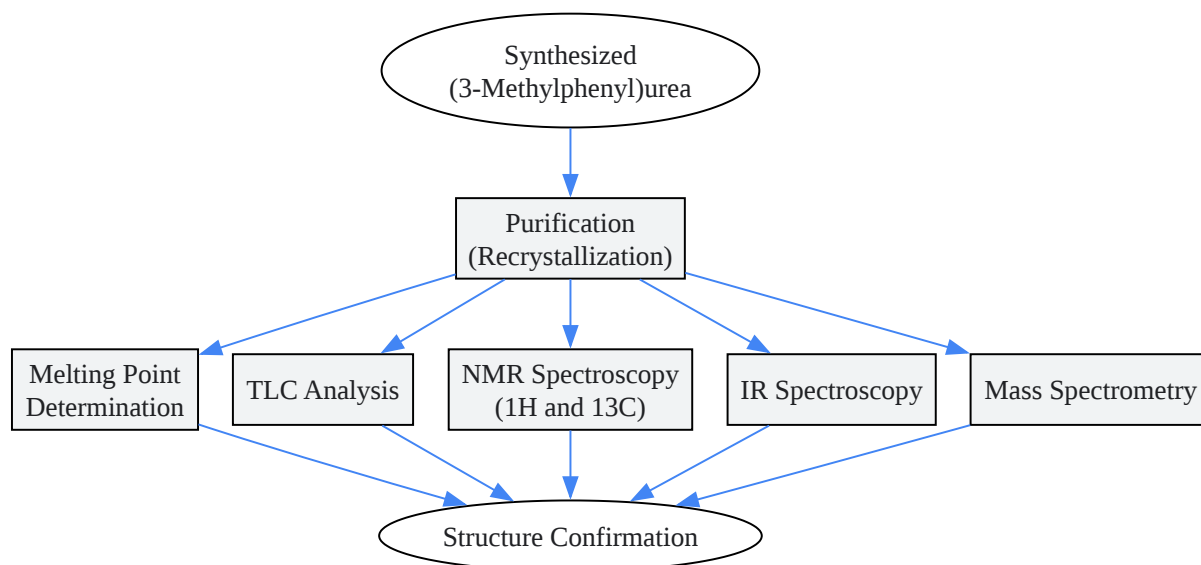 Synthesized
(3-Methylphenyl)urea
Purification
(Recrystallization)
Melting Point
Determination
TLC Analysis
NMR Spectroscopy
(1H and 13C)
IR Spectroscopy
Mass Spectrometry
Structure Confirmation